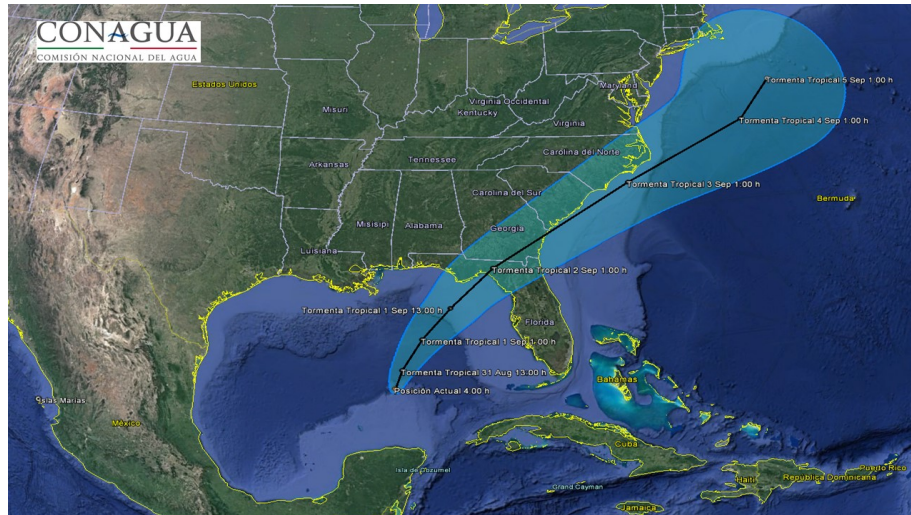 CONAGUA
COMISIÓN NACIONAL DEL AGUA
Estados Unidos
Maryland
Tormenta Tropical 5 Sep 1:00 h
Misuri
Virginia Occidental
Kentucky
Virginia
Tormenta Tropical 4 Sep 1:00 h
Arkansas
Tennessee
Carolina del Norte
Carolina del Sur
Tormenta Tropical 3 Sep 1:00 h
Bermuda
Misisipi
Alabama
Georgia
Luisiana
Tormenta Tropical 2 Sep 1:00 h
Tormenta Tropical 1 Sep 13:00 h
Florida
Tormenta Tropical 1 Sep 1:00 h
Tormenta Tropical 31 Aug 13:00 h
Posición Actual 4:00 h
Bahamas
Islas Marías
México
Cuba
Isla de Cozumel
Grand Cayman
Haití
República Dominicana
Puerto Rico
Jamaica